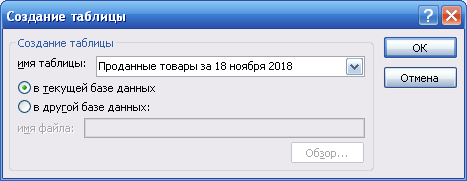 Создание таблицы
Создание таблицы
имя таблицы: Проданные товары за 18 ноября 2018
в текущей базе данных
в другой базе данных:
имя файла:
Обзор...
ОК
Отмена